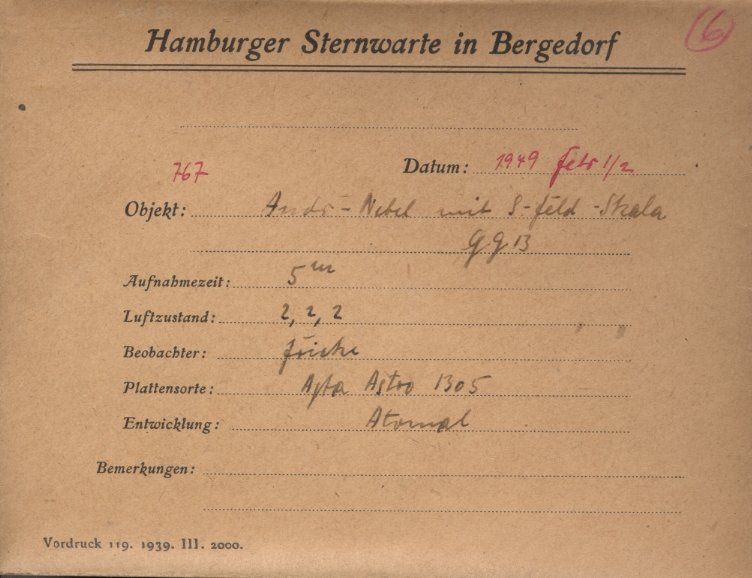 6
Hamburger Sternwarte in Bergedorf
767
Datum: 1949 Febr 1/2
Objekt: Andr-Nebel mit S-Feld-Skala
GG 13
Aufnahmezeit: 5m
Luftzustand: 2, 2, 2
Beobachter: Fricke
Plattensorte: Agfa Astro 1305
Entwicklung: Atomal
Bemerkungen:
Vordruck 119. 1939. III. 2000.